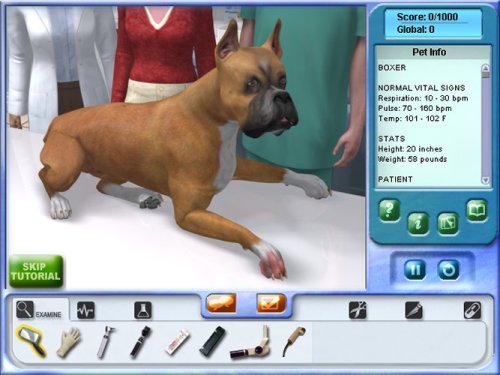 Score: 0/1000
Global: 0
Pet Info
BOXER
NORMAL VITAL SIGNS
Respiration: 10 - 30 bpm
Pulse: 70 - 160 bpm
Temp: 101 - 102 F
STATS
Height: 20 inches
Weight: 58 pounds
PATIENT
SKIP
TUTORIAL
EXAMINE